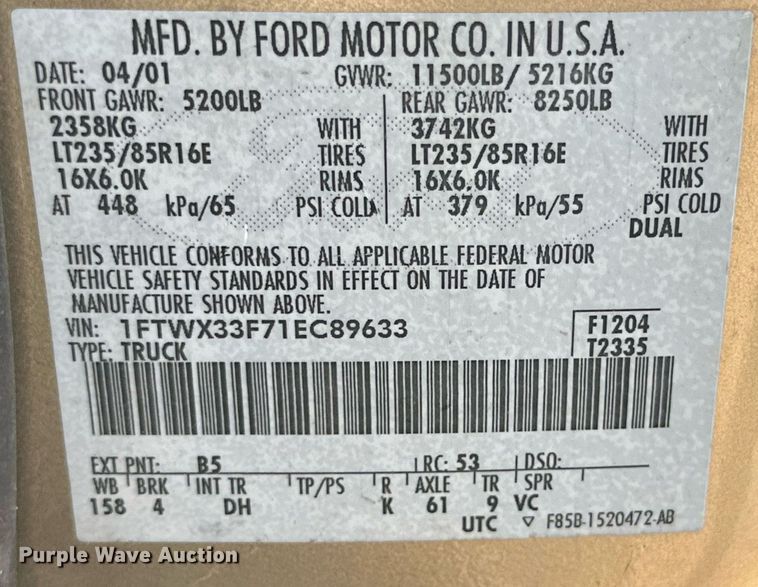 MFD. BY FORD MOTOR CO. IN U.S.A.
DATE: 04/01 GVWR: 11500LB/ 5216KG
FRONT GAWR: 5200LB REAR GAWR: 8250LB
2358KG WITH 3742KG WITH
LT235/85R16E TIRES LT235/85R16E TIRES
16X6.0K RIMS 16X6.0K RIMS
AT 448 kPa/65 PSI COLD AT 379 kPa/55 PSI COLD
DUAL
THIS VEHICLE CONFORMS TO ALL APPLICABLE FEDERAL MOTOR
VEHICLE SAFETY STANDARDS IN EFFECT ON THE DATE OF
MANUFACTURE SHOWN ABOVE.
VIN: 1FTWX33F71EC89633 F1204
TYPE: TRUCK T2335
EXT PNT: B5 RC: 53 DSO:
WB BRK INT TR TP/PS R AXLE TR SPR
158 4 DH K 61 9 VC
UTC ▽ F85B-1520472-AB
Purple Wave Auction